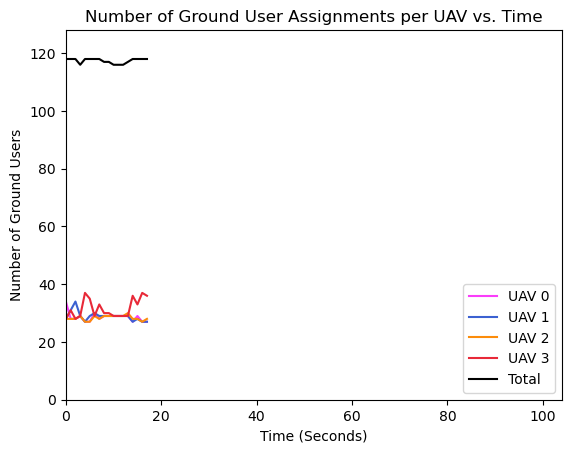 Number of Ground User Assignments per UAV vs. Time
Number of Ground Users
120
100
80
60
40
20
0
0 20 40 60 80 100
Time (Seconds)
UAV 0
UAV 1
UAV 2
UAV 3
Total